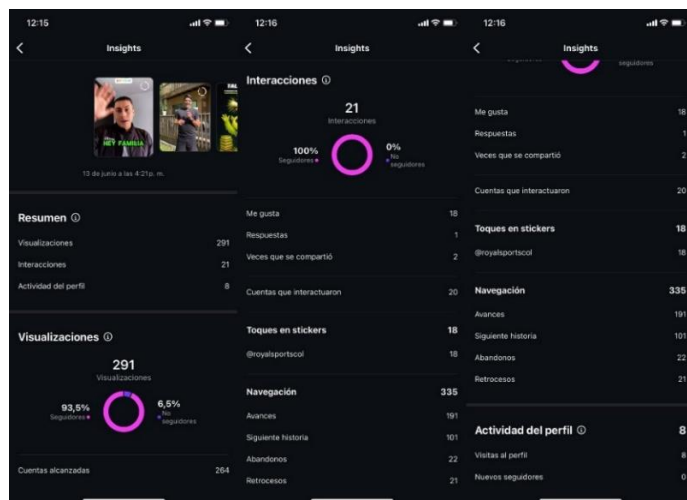 12:15
Insights
HEY FAMILIA
13 de junio a las 4:21 p. m.
Resumen
Visualizaciones 291
Interacciones 21
Actividad del perfil 8
Visualizaciones
291
Visualizaciones
93,5%
Seguidores
6,5%
No
seguidores
Cuentas alcanzadas 264
12:16
Insights
Interacciones
21
Interacciones
100%
Seguidores
0%
No
seguidores
Me gusta 18
Respuestas 1
Veces que se compartió 2
Cuentas que interactuaron 20
Toques en stickers 18
@royalsportscol 18
Navegación 335
Avances 191
Siguiente historia 101
Abandonos 22
Retrocesos 21
12:16
Insights
seguidores
Me gusta 18
Respuestas 1
Veces que se compartió 2
Cuentas que interactuaron 20
Toques en stickers 18
@royalsportscol 18
Navegación 335
Avances 191
Siguiente historia 101
Abandonos 22
Retrocesos 21
Actividad del perfil 8
Visitas al perfil 8
Nuevos seguidores 0